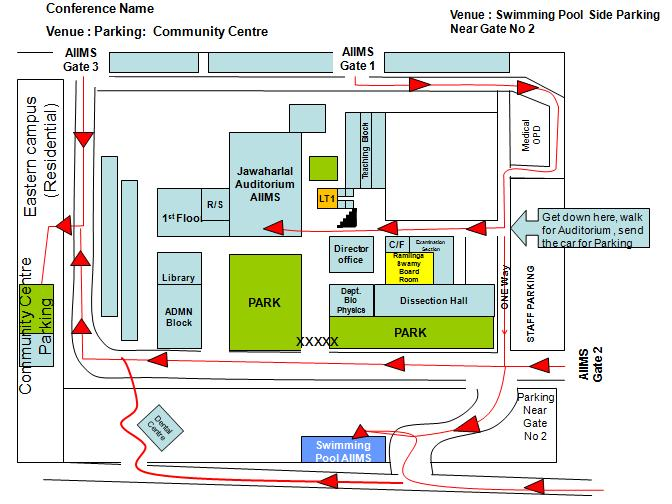 Conference Name
Venue : Parking:  Community Centre
Venue : Swimming Pool  Side Parking
Near Gate No 2
AIIMS
Gate 3
AIIMS
Gate 1
Eastern campus
(Residential)
Medical
OPD
Teaching Block
Jawaharlal
Auditorium
AIIMS
LT1
R/S
1st Floor
Get down here, walk
for Auditorium , send
the car for Parking
Director
office
C/F
Examination
Section
Ramlinga
Swamy
Board
Room
Library
ADMN
Block
PARK
Dept.
Bio
Physics
Dissection Hall
PARK
XXXXX
ONE Way
STAFF PARKING
Community Centre
Parking
AIIMS
Gate 2
Parking
Near
Gate
No 2
Dental
Centre
Swimming
Pool AIIMS